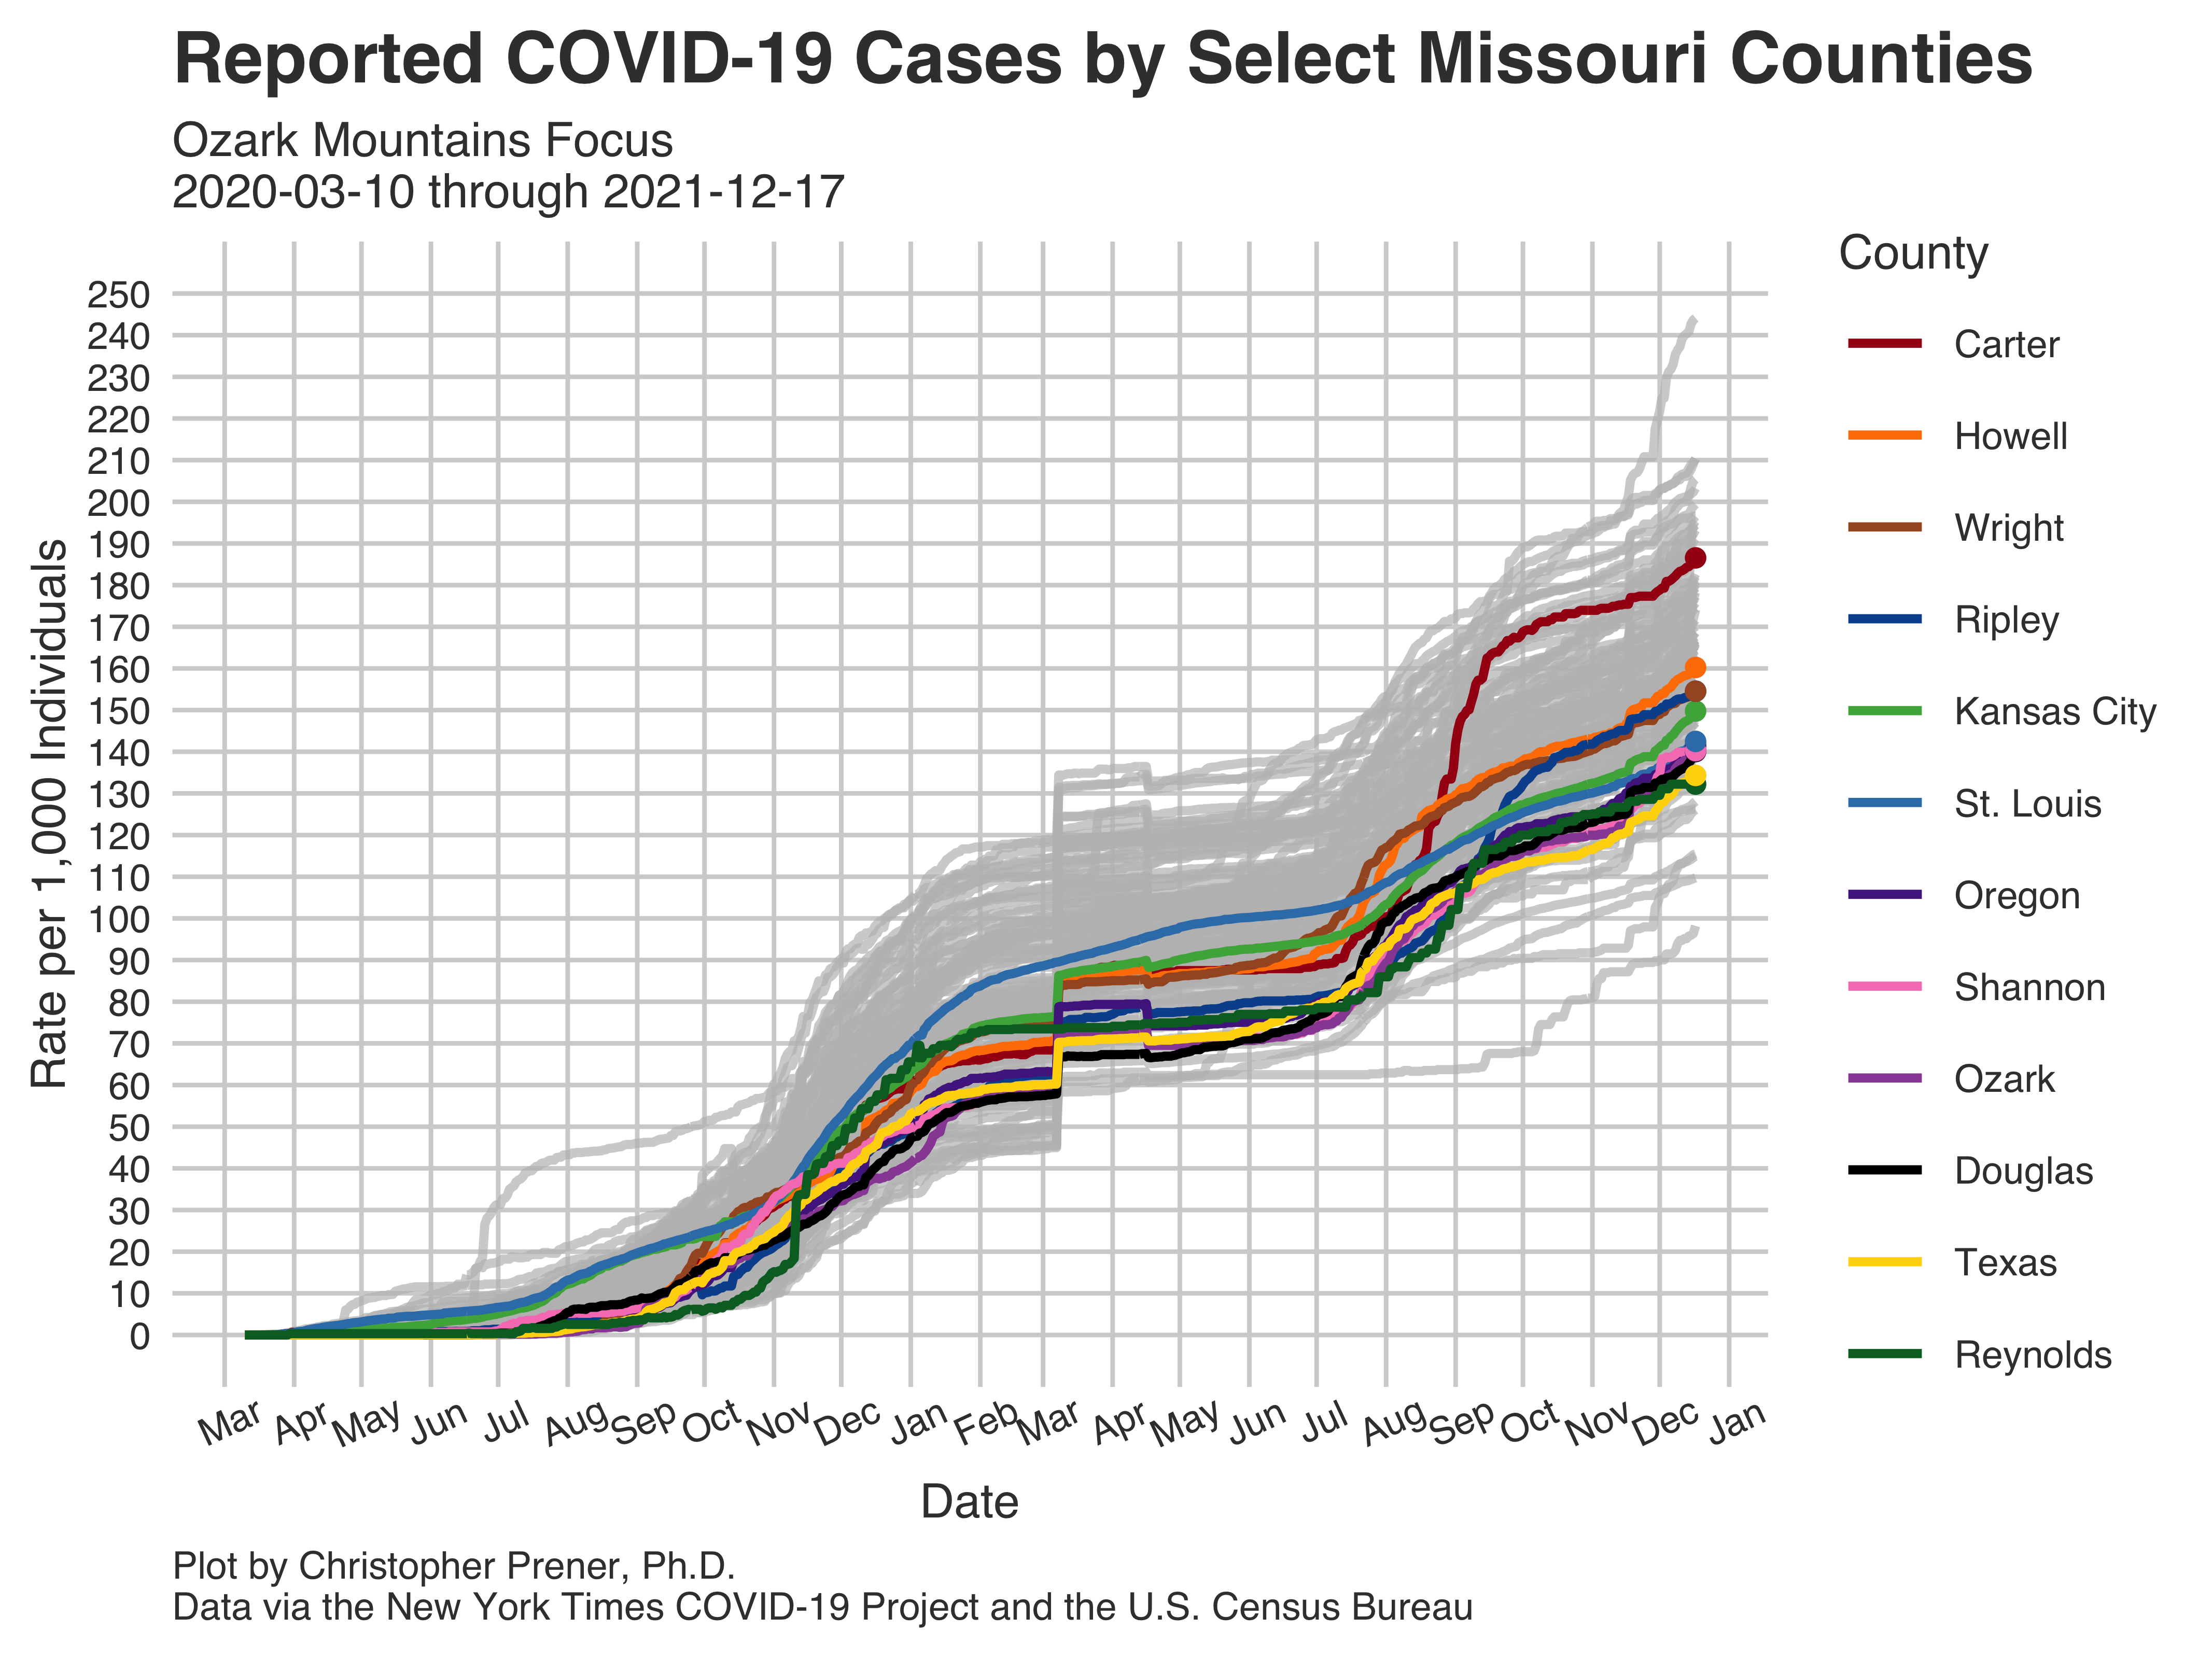 Reported COVID-19 Cases by Select Missouri Counties
Ozark Mountains Focus
2020-03-10 through 2021-12-17
County
Carter
Howell
Wright
Ripley
Kansas City
St. Louis
Oregon
Shannon
Ozark
Douglas
Texas
Reynolds
Rate per 1,000 Individuals
250
240
230
220
210
200
190
180
170
160
150
140
130
120
110
100
90
80
70
60
50
40
30
20
10
0
Mar Apr May Jun Jul Aug Sep Oct Nov Dec Jan Feb Mar Apr May Jun Jul Aug Sep Oct Nov Dec Jan
Date
Plot by Christopher Prener, Ph.D.
Data via the New York Times COVID-19 Project and the U.S. Census Bureau